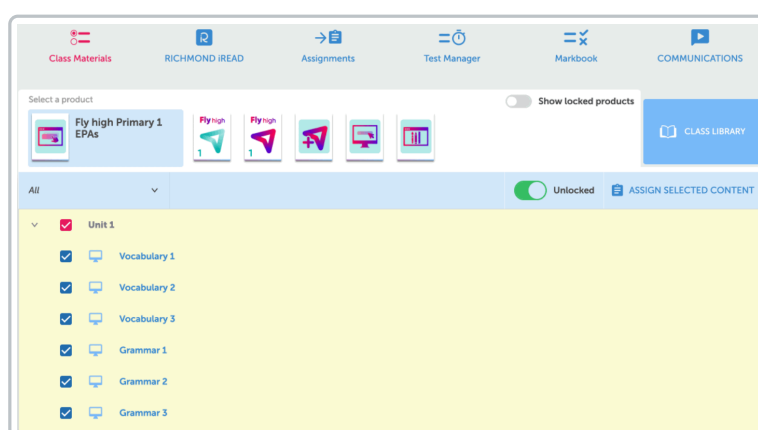 Class Materials
RICHMOND iREAD
Assignments
Test Manager
Markbook
COMMUNICATIONS
Select a product
Show locked products
Fly high Primary 1
EPAs
Fly high
1
Fly high
1
CLASS LIBRARY
All
Unlocked
ASSIGN SELECTED CONTENT
Unit 1
Vocabulary 1
Vocabulary 2
Vocabulary 3
Grammar 1
Grammar 2
Grammar 3